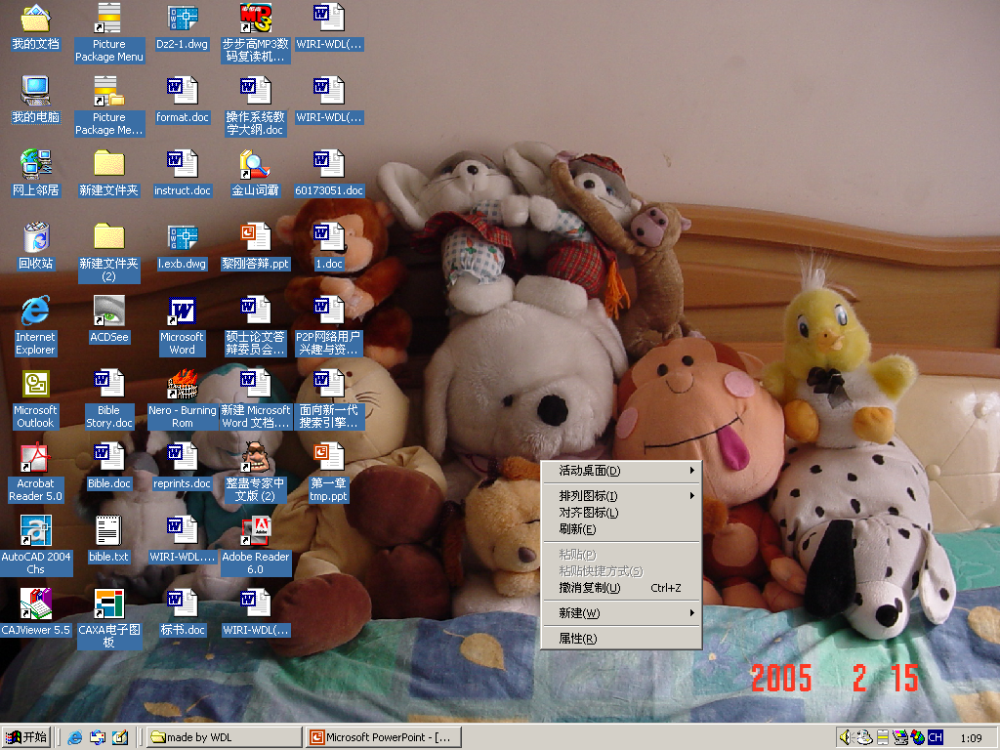 我的文档
Picture
Package Menu
Dz2-1.dwg
步步高MP3数
码复读机...
WIRI-WDL(...
我的电脑
Picture
Package Me...
format.doc
操作系统教
学大纲.doc
WIRI-WDL(...
网上邻居
新建文件夹
instruct.doc
金山词霸
60173051.doc
回收站
新建文件夹
(2)
l.exb.dwg
黎刚答辩.ppt
1.doc
Internet
Explorer
ACDSee
Microsoft
Word
硕士论文答
辩委员会...
P2P网络用户
兴趣与资...
Microsoft
Outlook
Bible
Story.doc
Nero - Burning
Rom
新建 Microsoft
Word 文档....
面向新一代
搜索引擎...
Acrobat
Reader 5.0
Bible.doc
reprints.doc
整蛊专家中
文版 (2)
第一章
tmp.ppt
AutoCAD 2004
Chs
bible.txt
WIRI-WDL....
Adobe Reader
6.0
CAJViewer 5.5
CAXA电子图
板
标书.doc
WIRI-WDL(...
活动桌面(D)
排列图标(I)
对齐图标(L)
刷新(E)
粘贴(P)
粘贴快捷方式(S)
撤消复制(U) Ctrl+Z
新建(W)
属性(R)
2005 2 15
开始
made by WDL
Microsoft PowerPoint - [...
CH
1:09